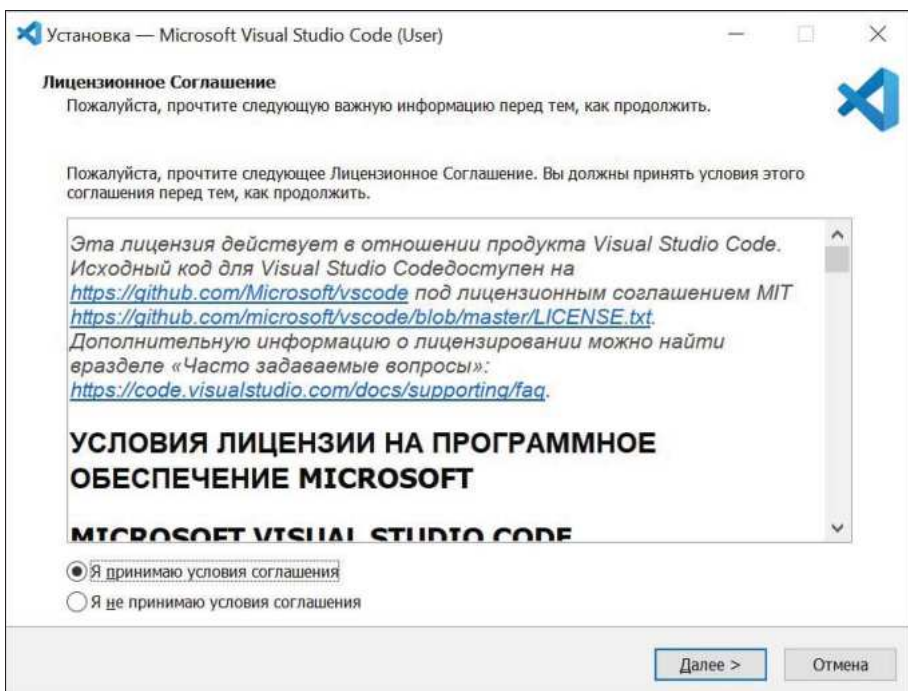 Установка — Microsoft Visual Studio Code (User)
Лицензионное Соглашение
Пожалуйста, прочтите следующую важную информацию перед тем, как продолжить.
Пожалуйста, прочтите следующее Лицензионное Соглашение. Вы должны принять условия этого
соглашения перед тем, как продолжить.
Эта лицензия действует в отношении продукта Visual Studio Code.
Исходный код для Visual Studio Codeдоступен на
https://github.com/Microsoft/vscode под лицензионным соглашением MIT
https://github.com/microsoft/vscode/blob/master/LICENSE.txt.
Дополнительную информацию о лицензировании можно найти
вразделе «Часто задаваемые вопросы»:
https://code.visualstudio.com/docs/supporting/faq.
УСЛОВИЯ ЛИЦЕНЗИИ НА ПРОГРАММНОЕ
ОБЕСПЕЧЕНИЕ MICROSOFT
MICROSOFT VISUAL STUDIO CODE
Я принимаю условия соглашения
Я не принимаю условия соглашения
Далее >
Отмена